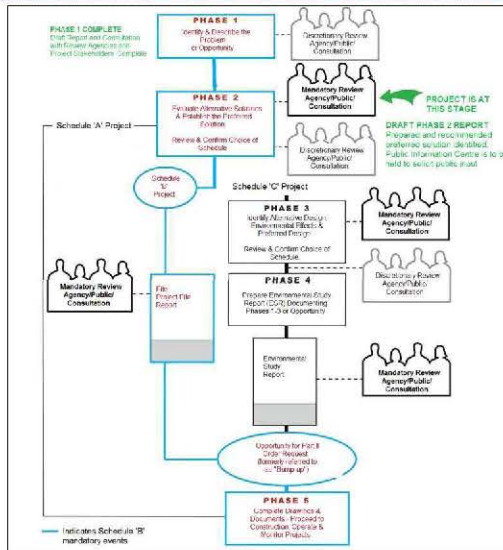 PHASE 1 COMPLETE
Draft Report and Consultation
with Review Agencies and
Project Stakeholders Complete
PHASE 1
Identify & Describe the
Problem
or Opportunity
Discretionary Review
Agency/Public
Consultation
PHASE 2
Evaluate Alternative Solutions
& Establish the Preferred
Solution
Review & Confirm Choice of
Schedule
Mandatory Review
Agency/Public/
Consultation
PROJECT IS AT
THIS STAGE
DRAFT PHASE 2 REPORT
Prepared and recommended
preferred solution identified.
Public Information Centre is to b
held to solicit public input
Discretionary Review
Agency/Public/
Consultation
Schedule 'A' Project
Schedule
'B'
Project
Schedule 'C' Project
PHASE 3
Identify Alternative Design
Environmental Effects &
Preferred Design
Review & Confirm Choice of
Schedule
Mandatory Review
Agency/Public/
Consultation
Mandatory Review
Agency/Public/
Consultation
File
Project File
Report
PHASE 4
Prepare Environmental Study
Report (ESR) Documenting
Phases 1-3 or Opportunity
Discretionary Review
Agency/Public/
Consultation
Environmental
Study
Report
Mandatory Review
Agency/Public/
Consultation
Opportunity for Part II
Order Request
(formerly referred to
as "Bump up")
PHASE 5
Complete Drawings &
Documents - Proceed to
Construction, Operate &
Monitor Projects
Indicates Schedule 'B'
mandatory events